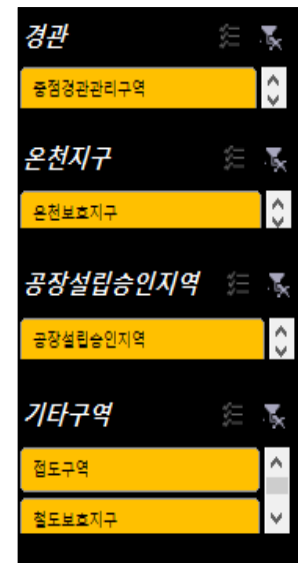 경관
중점경관관리구역
온천지구
온천보호지구
공장설립승인지역
공장설립승인지역
기타구역
접도구역
철도보호지구